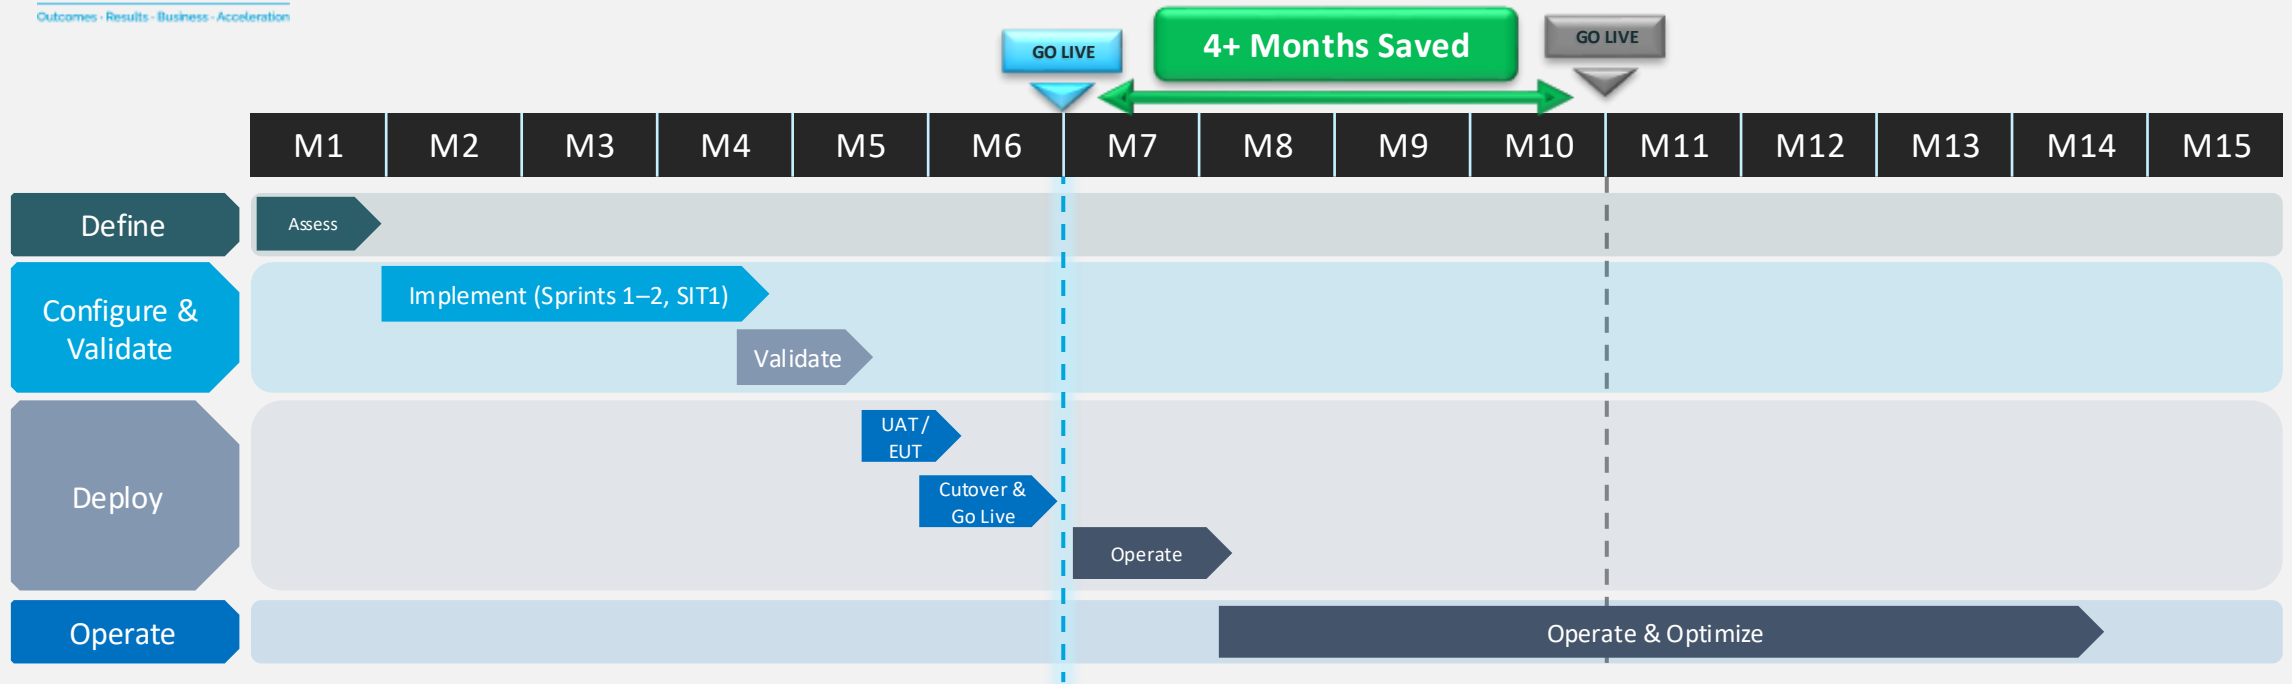 Outcomes - Results - Business - Acceleration
GO LIVE
4+ Months Saved
GO LIVE
M1 M2 M3 M4 M5 M6 M7 M8 M9 M10 M11 M12 M13 M14 M15
Define
Assess
Configure &
Validate
Implement (Sprints 1–2, SIT1)
Validate
Deploy
UAT /
EUT
Cutover &
Go Live
Operate
Operate
Operate & Optimize